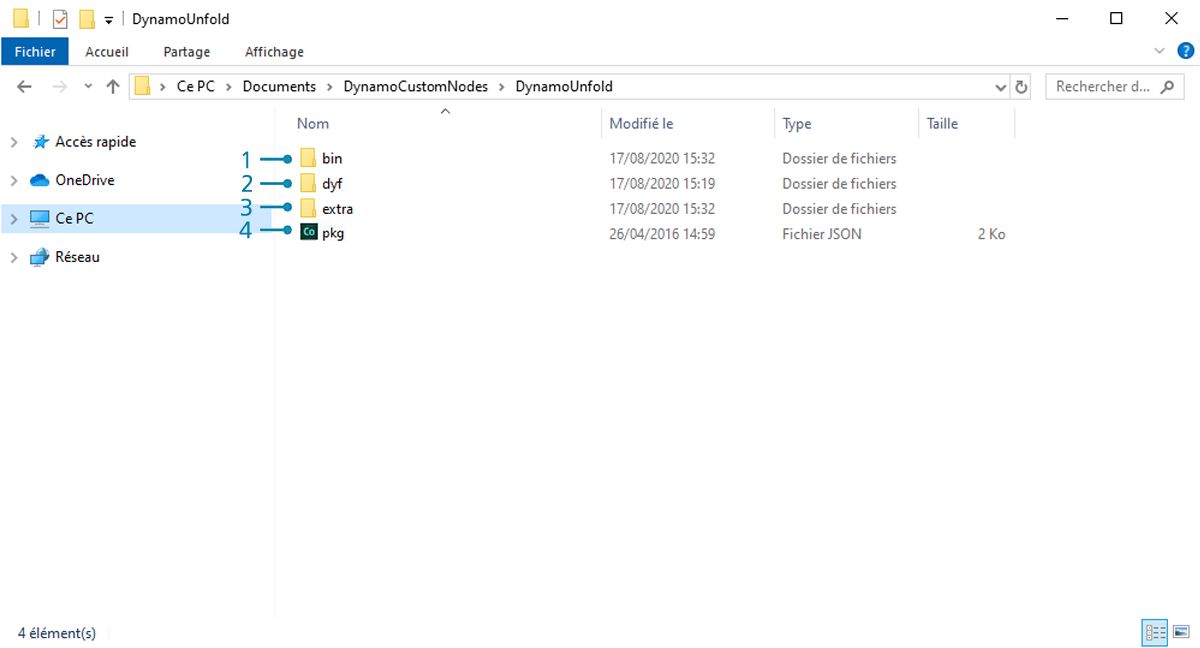 DynamoUnfold
Fichier Accueil Partage Affichage
Ce PC Documents DynamoCustomNodes DynamoUnfold Rechercher d...
Nom Modifié le Type Taille
Accès rapide
OneDrive
Ce PC
Réseau
1 bin 17/08/2020 15:32 Dossier de fichiers
2 dyf 17/08/2020 15:19 Dossier de fichiers
3 extra 17/08/2020 15:32 Dossier de fichiers
4 Co pkg 26/04/2016 14:59 Fichier JSON 2 Ko
4 élément(s)